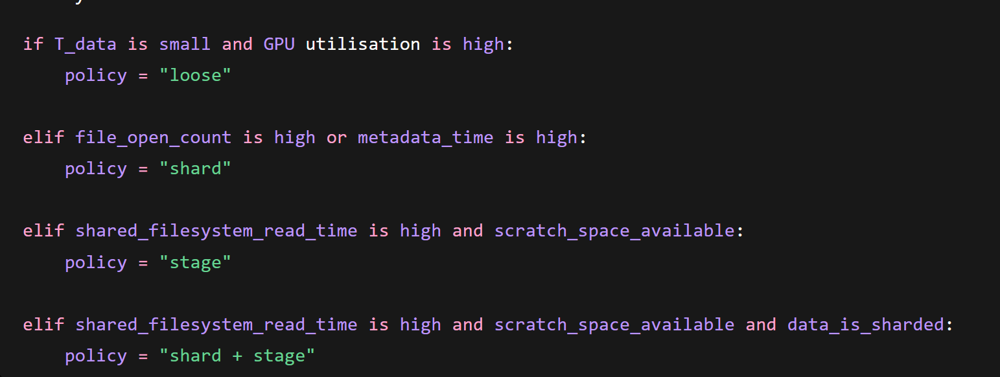 if T_data is small and GPU utilisation is high:
    policy = "loose"
elif file_open_count is high or metadata_time is high:
    policy = "shard"
elif shared_filesystem_read_time is high and scratch_space_available:
    policy = "stage"
elif shared_filesystem_read_time is high and scratch_space_available and data_is_sharded:
    policy = "shard + stage"